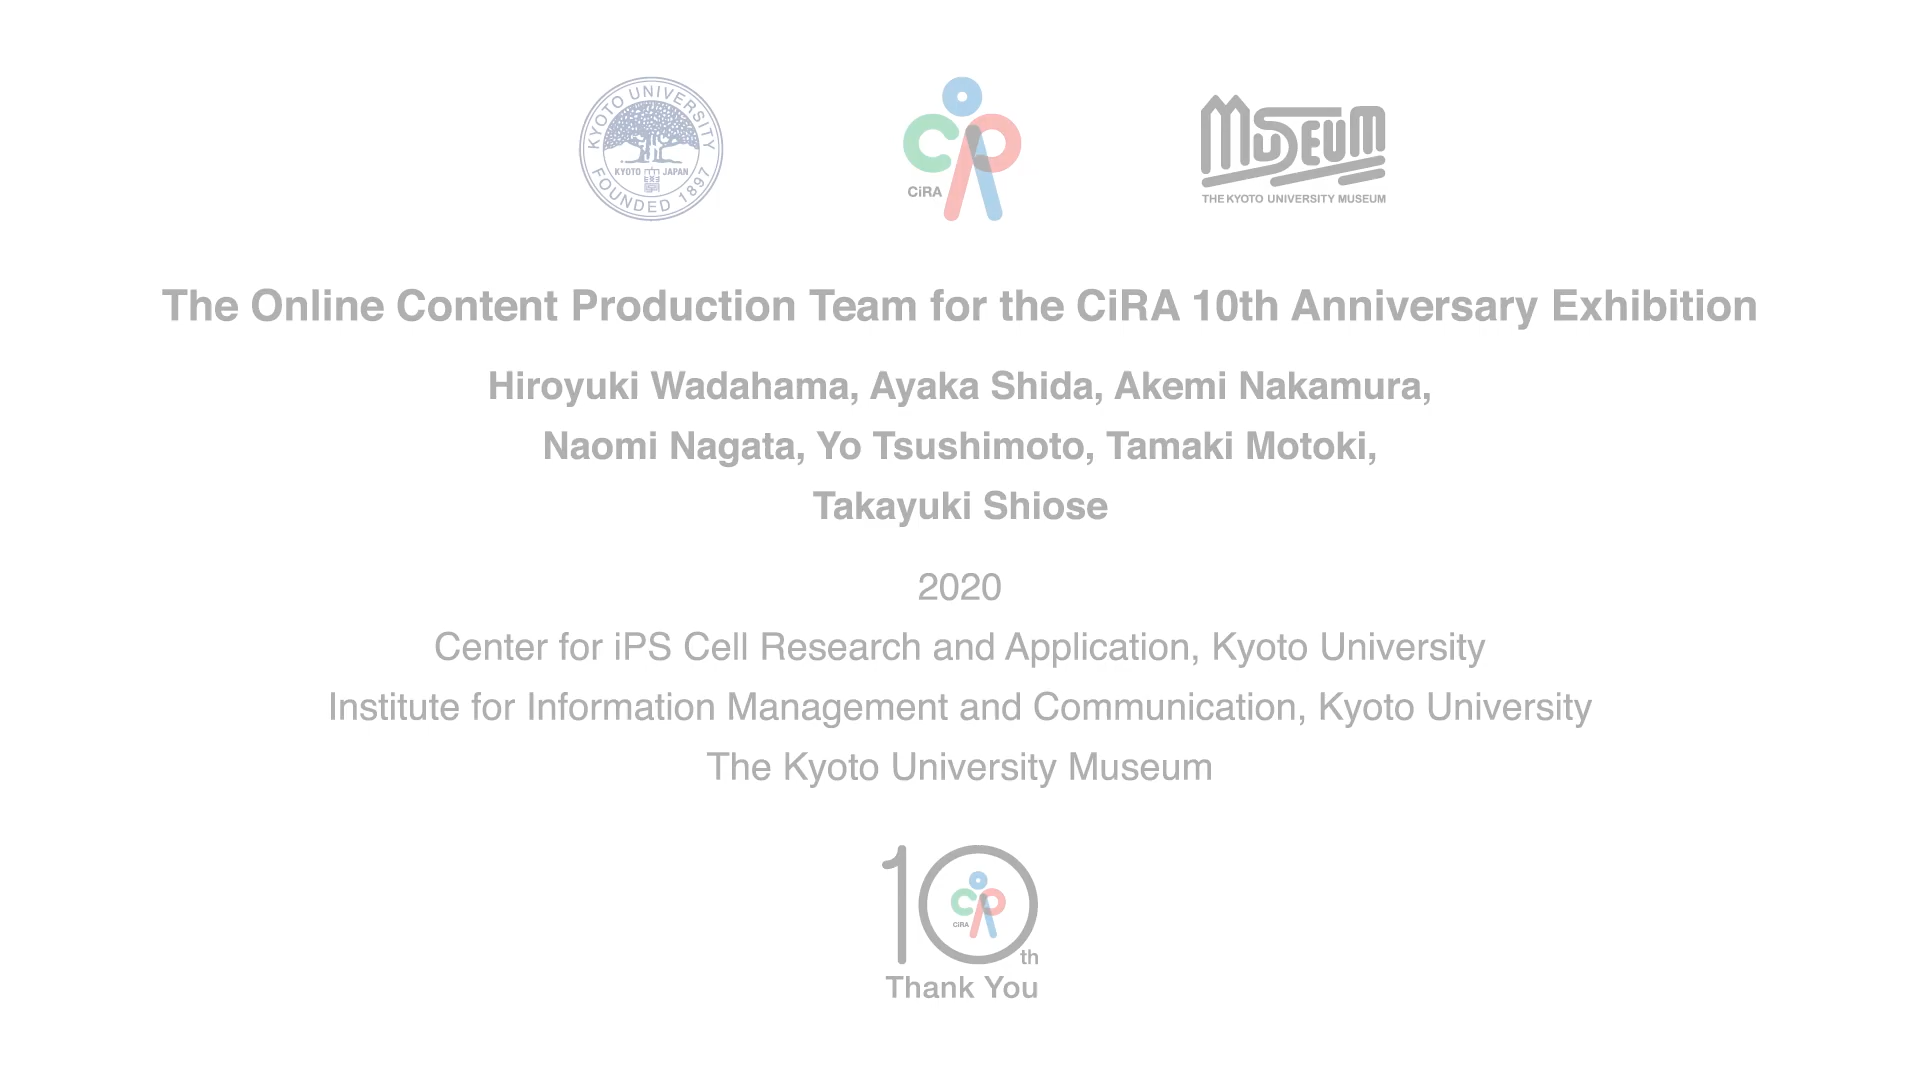 KYOTO UNIVERSITY
KYOTO JAPAN
FOUNDED 1897
CiRA
MUSEUM
THE KYOTO UNIVERSITY MUSEUM
The Online Content Production Team for the CiRA 10th Anniversary Exhibition
Hiroyuki Wadahama, Ayaka Shida, Akemi Nakamura,
Naomi Nagata, Yo Tsushimoto, Tamaki Motoki,
Takayuki Shiose
2020
Center for iPS Cell Research and Application, Kyoto University
Institute for Information Management and Communication, Kyoto University
The Kyoto University Museum
10th
CiRA
Thank You